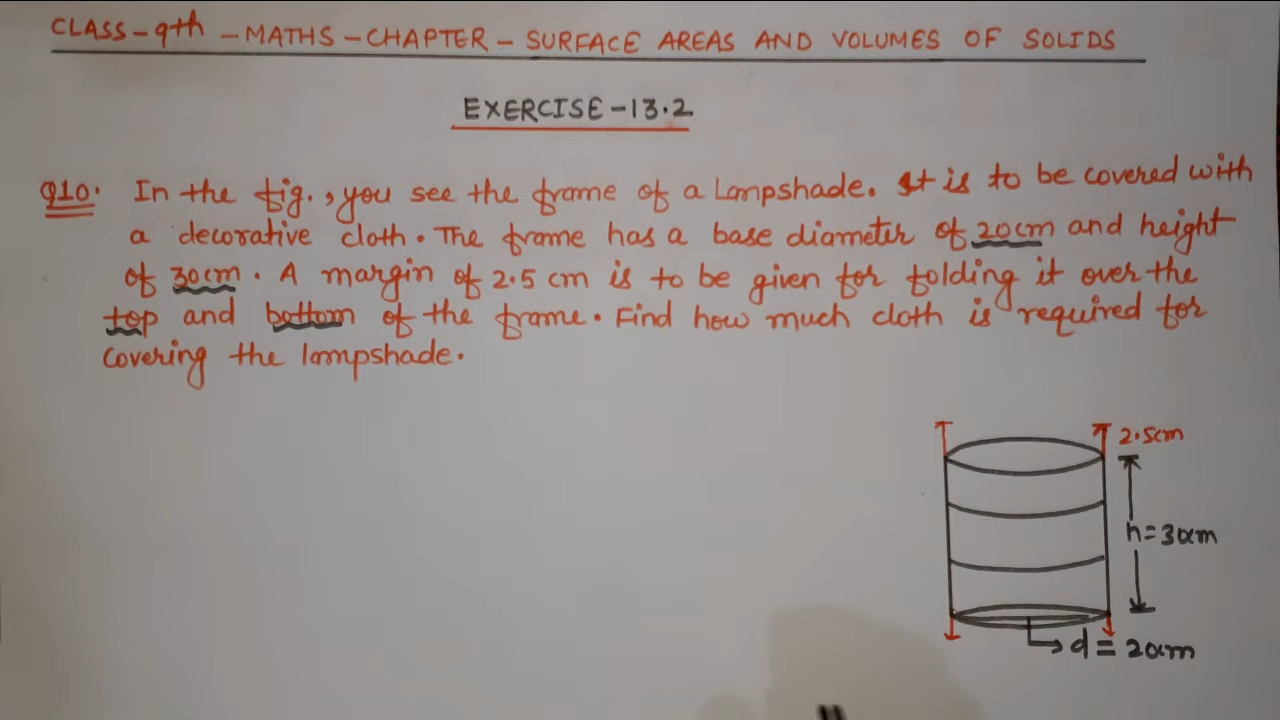 CLASS-9th - MATHS - CHAPTER - SURFACE AREAS AND VOLUMES OF SOLIDS
EXERCISE-13.2
Q10. In the fig., you see the frame of a Lampshade. It is to be covered with
a decorative cloth. The frame has a base diameter of 20cm and height
of 30cm. A margin of 2.5 cm is to be given for folding it over the
top and bottom of the frame. Find how much cloth is required for
covering the lampshade.
2.5cm
h=30cm
d=20cm